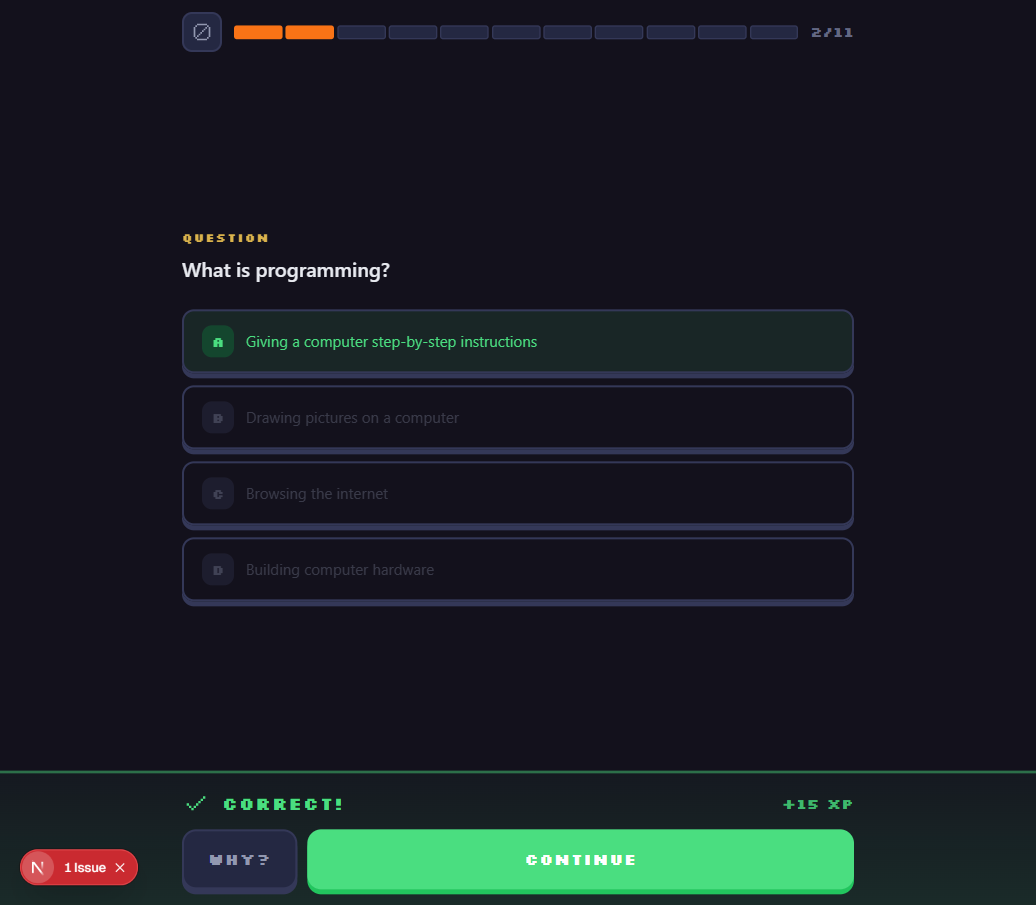 2/11
QUESTION
What is programming?
A Giving a computer step-by-step instructions
B Drawing pictures on a computer
C Browsing the internet
D Building computer hardware
CORRECT!
+15 XP
WHY?
CONTINUE
N 1 Issue